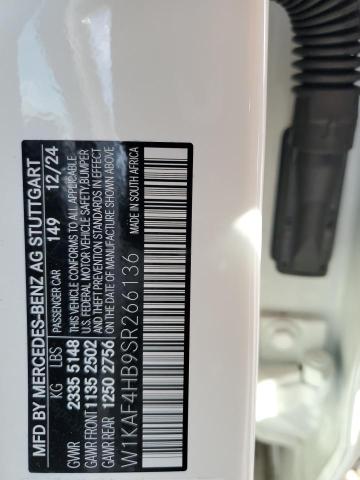 MFD BY MERCEDES-BENZ AG STUTTGART
KG LBS PASSENGER CAR 149 12/24
GVWR 2335 5148
GAWR FRONT 1135 2502
GAWR REAR 1250 2756
THIS VEHICLE CONFORMS TO ALL APPLICABLE
U.S. FEDERAL MOTOR VEHICLE SAFETY, BUMPER
AND THEFT PREVENTION STANDARDS IN EFFECT
ON THE DATE OF MANUFACTURE SHOWN ABOVE
W1KAF4HB9SR266136
MADE IN SOUTH AFRICA